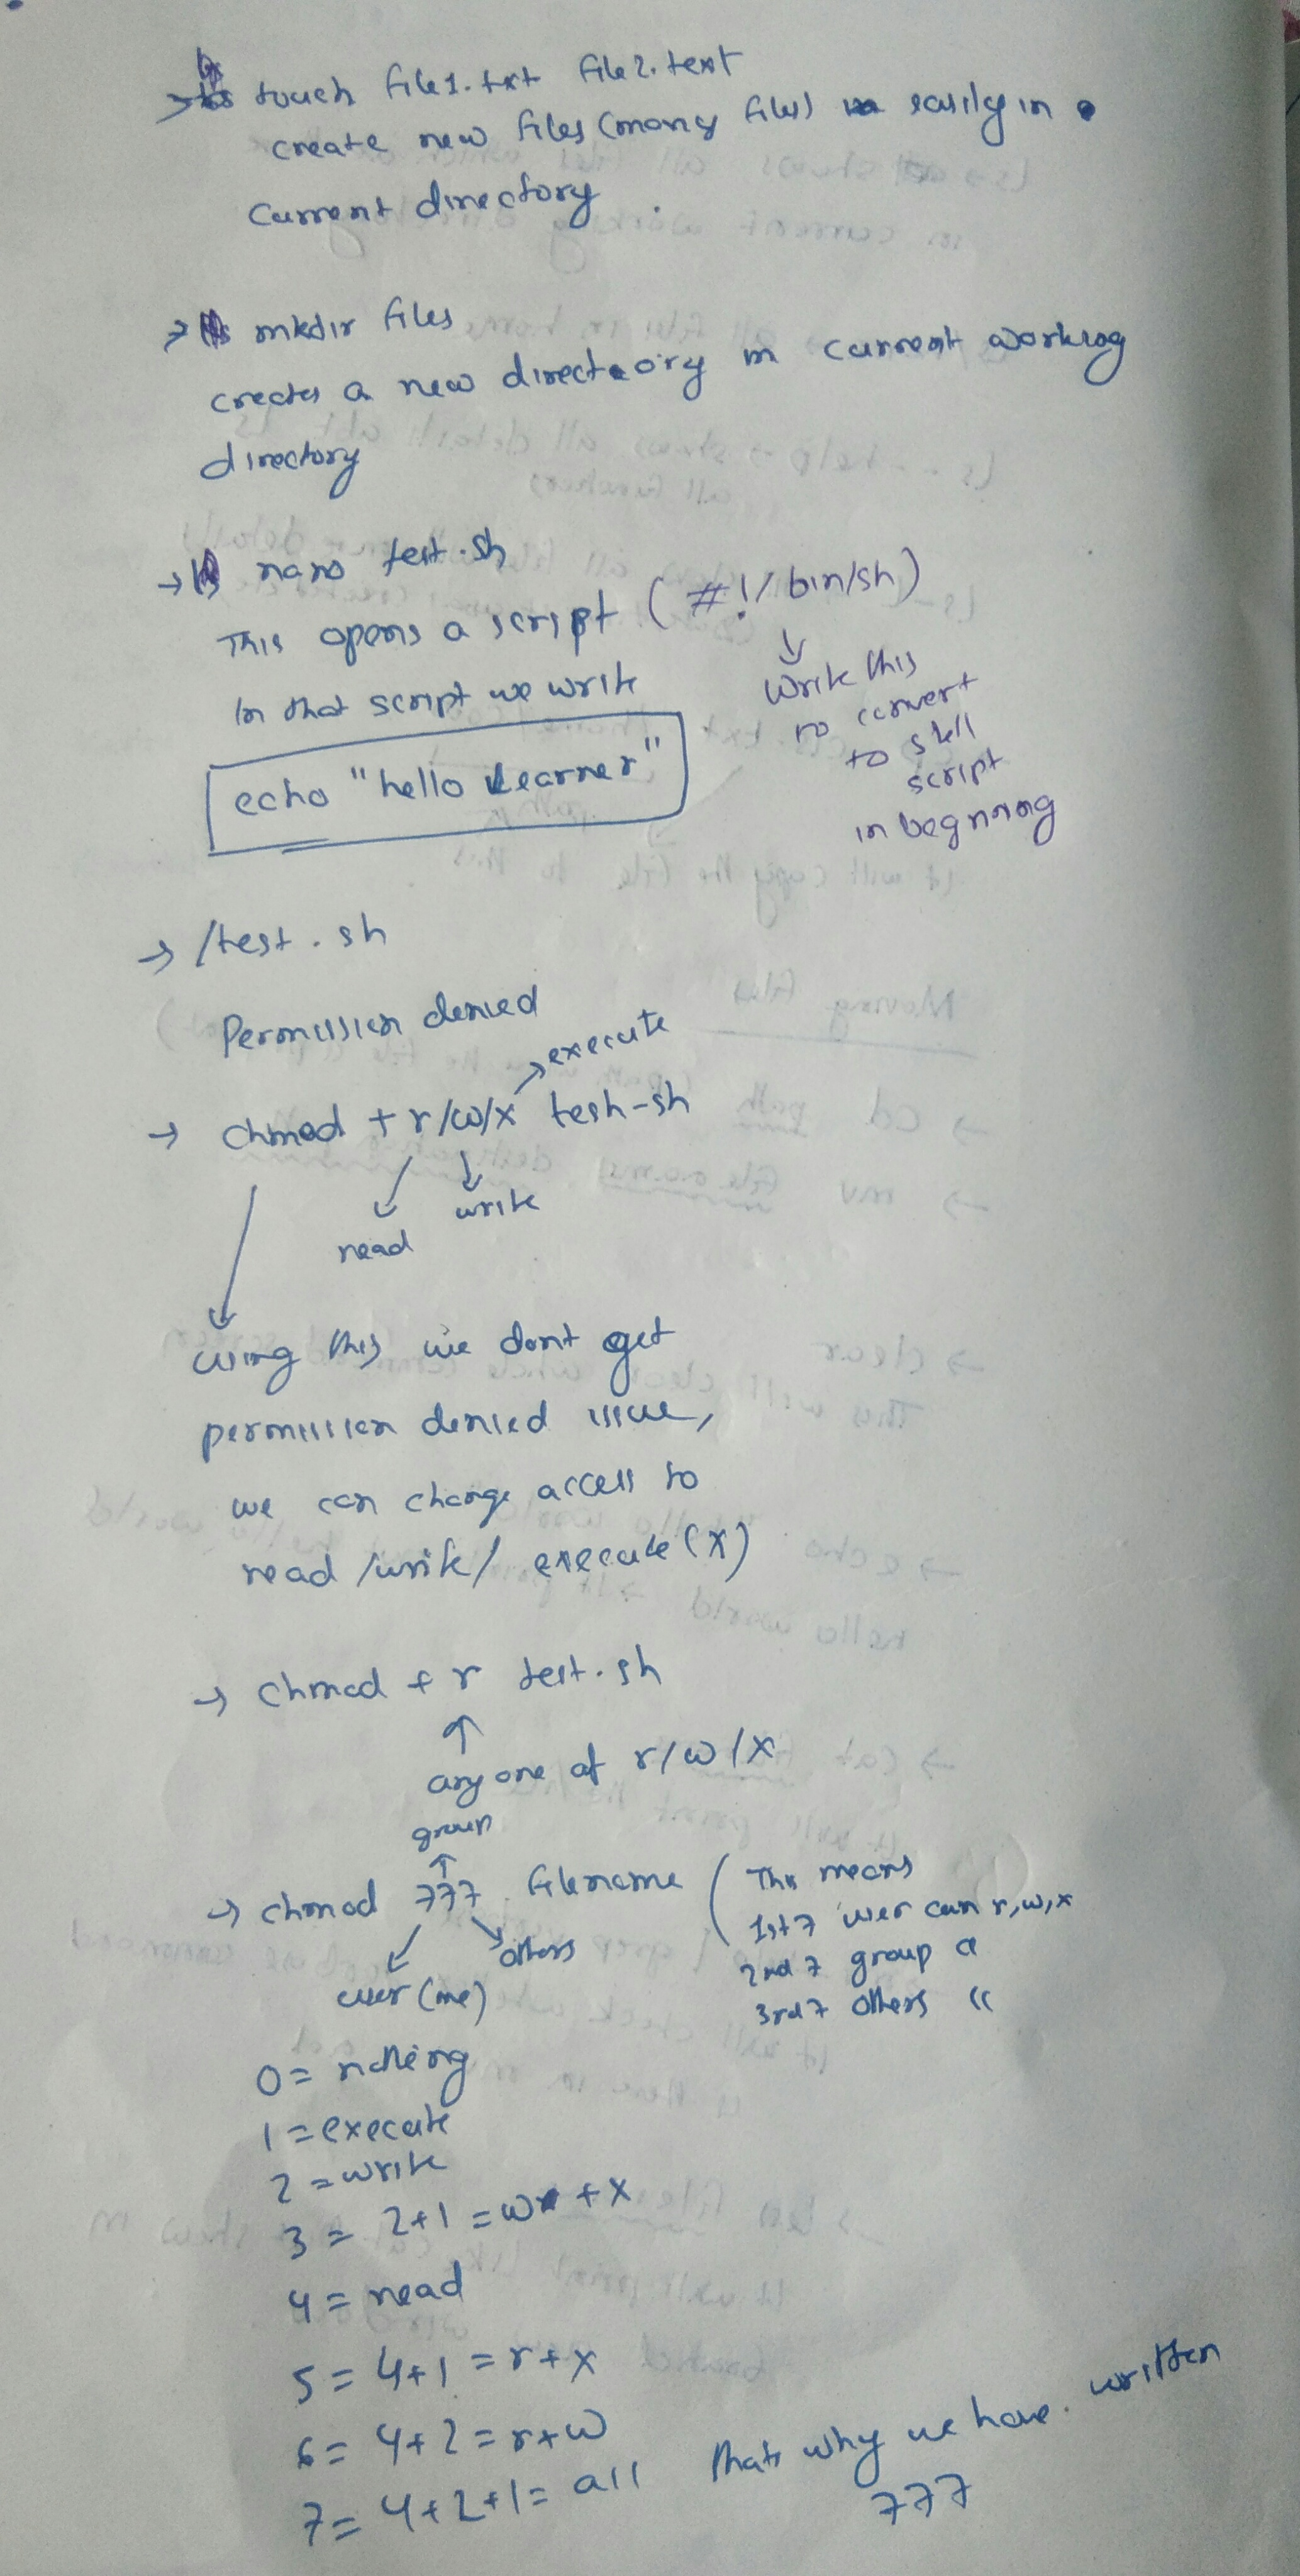 → touch file1.txt file2.text
create new files (many files) easily in
current directory.
→ mkdir files
creates a new directory in current working
directory
→ nano test.sh
This opens a script (#!/bin/sh)
↓
In that script we write
echo "hello learner"
write this
to convert
to shell
script
in beginning
→ /test.sh
Permission denied
→ execute
→ chmod +r/w/x test-sh
read
write
using this we dont get
permission denied issue,
we can change access to
read /write/ execute(x)
→ chmod + r test.sh
↑
any one of r/w/x
group
↑
→ chmod 777 filename (This means
1st 7 user can r,w,x
2nd 7 group "
3rd 7 others "
user (me)
others
0 = nothing
1 = execute
2 = write
3 = 2+1 = w + x
4 = read
5 = 4+1 = r+x
6 = 4+2 = r+w
7 = 4+2+1 = all
thats why we have written
777